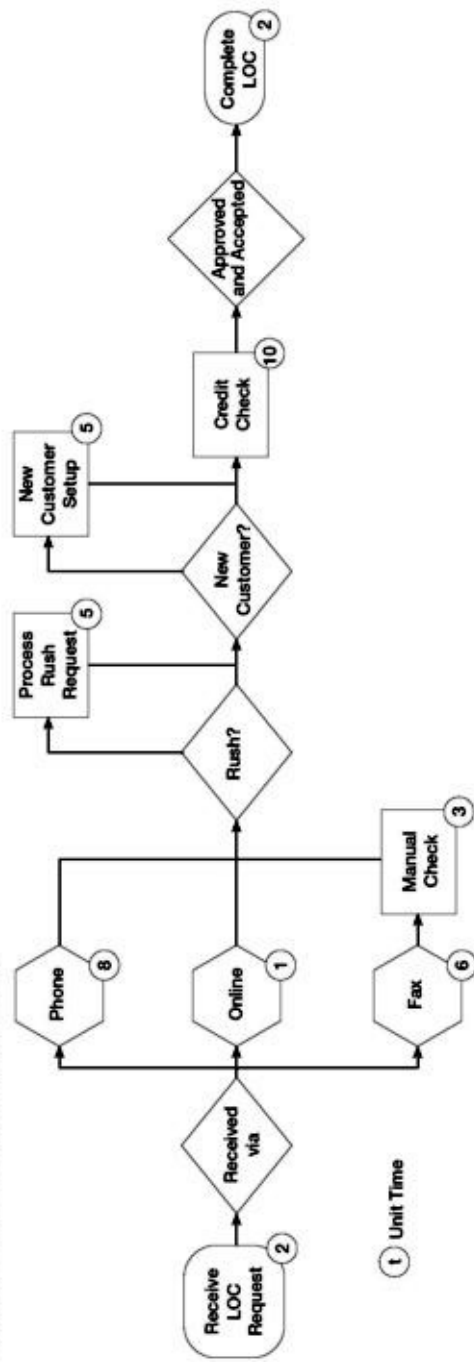 Receive
LOC
Request
2
Received
via
Phone
8
Online
1
Fax
6
Manual
Check
3
Rush?
Process
Rush
Request
5
New
Customer?
New
Customer
Setup
5
Credit
Check
10
Approved
and Accepted
Complete
LOC
2
t Unit Time